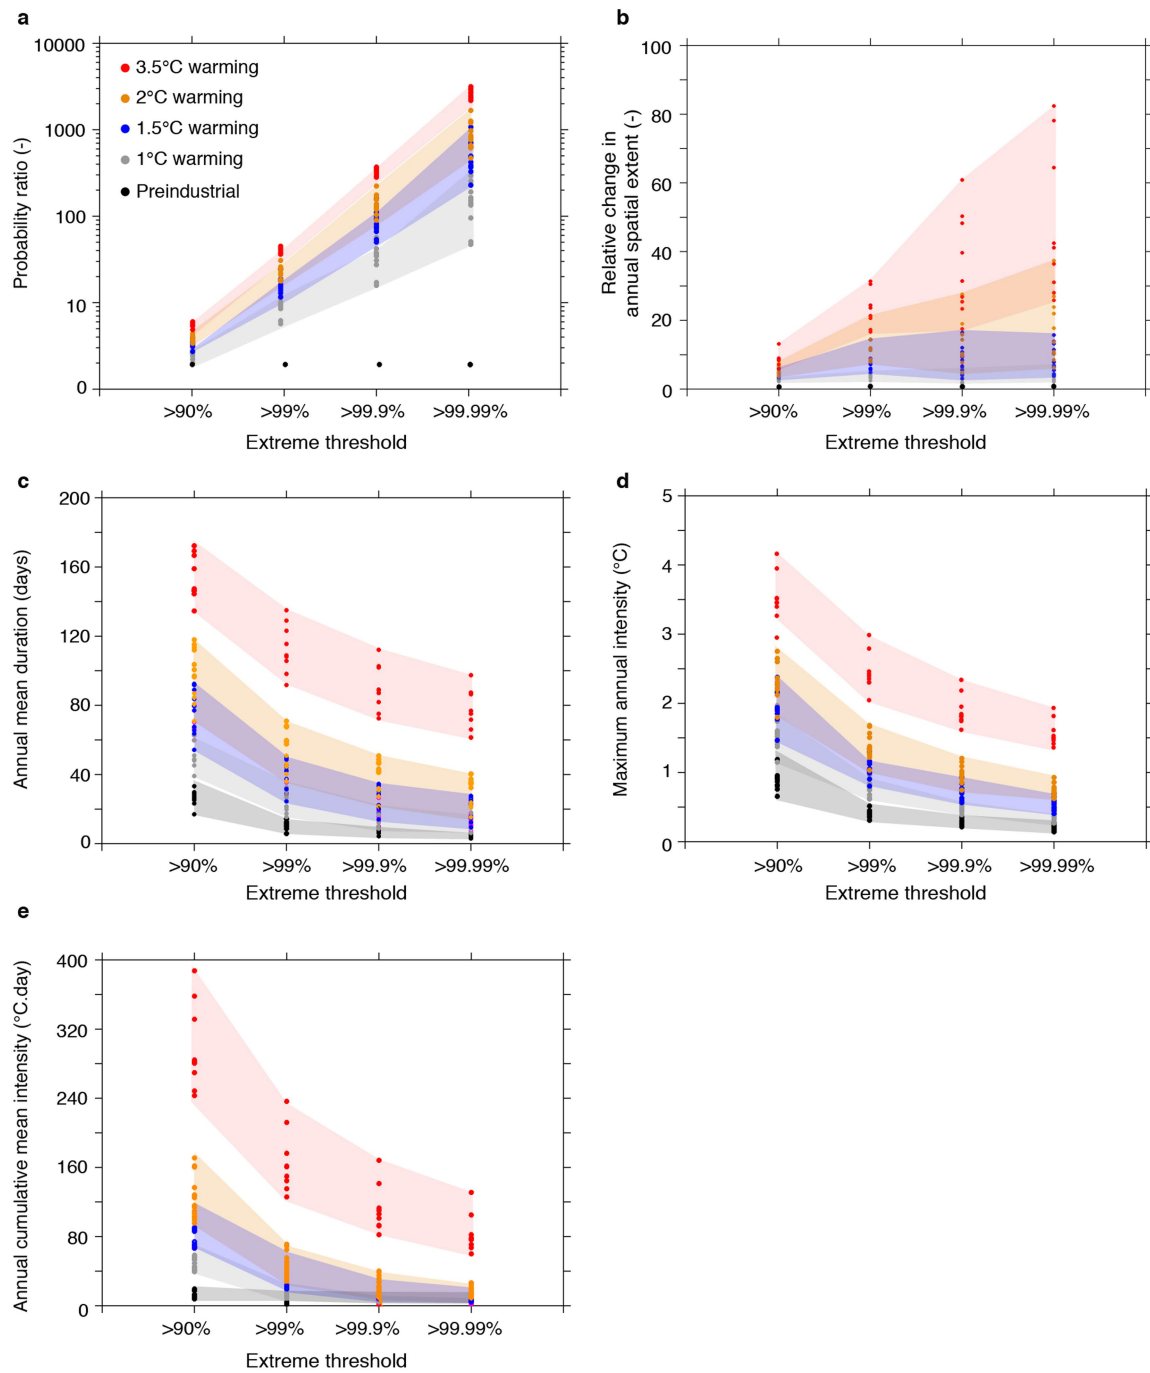 a
10000
1000
100
10
0
Probability ratio (-)
3.5°C warming
2°C warming
1.5°C warming
1°C warming
Preindustrial
>90% >99% >99.9% >99.99%
Extreme threshold
b
100
80
60
40
20
0
Relative change in
annual spatial extent (-)
>90% >99% >99.9% >99.99%
Extreme threshold
c
200
160
120
80
40
0
Annual mean duration (days)
>90% >99% >99.9% >99.99%
Extreme threshold
d
5
4
3
2
1
0
Maximum annual intensity (°C)
>90% >99% >99.9% >99.99%
Extreme threshold
e
400
320
240
160
80
0
Annual cumulative mean intensity (°C.day)
>90% >99% >99.9% >99.99%
Extreme threshold